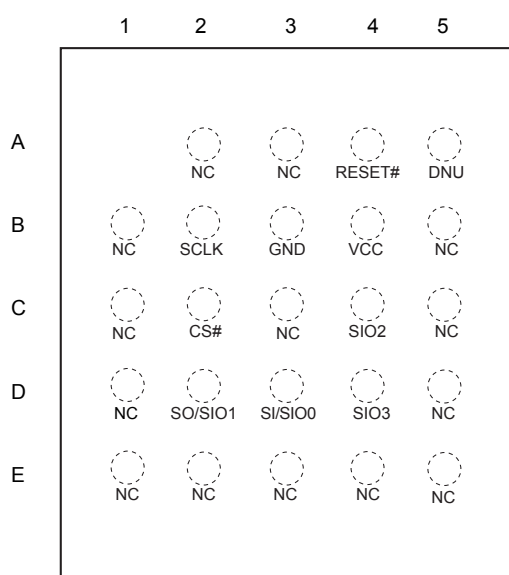 1 2 3 4 5
A
NC NC RESET# DNU
B
NC SCLK GND VCC NC
C
NC CS# NC SIO2 NC
D
NC SO/SIO1 SI/SIO0 SIO3 NC
E
NC NC NC NC NC